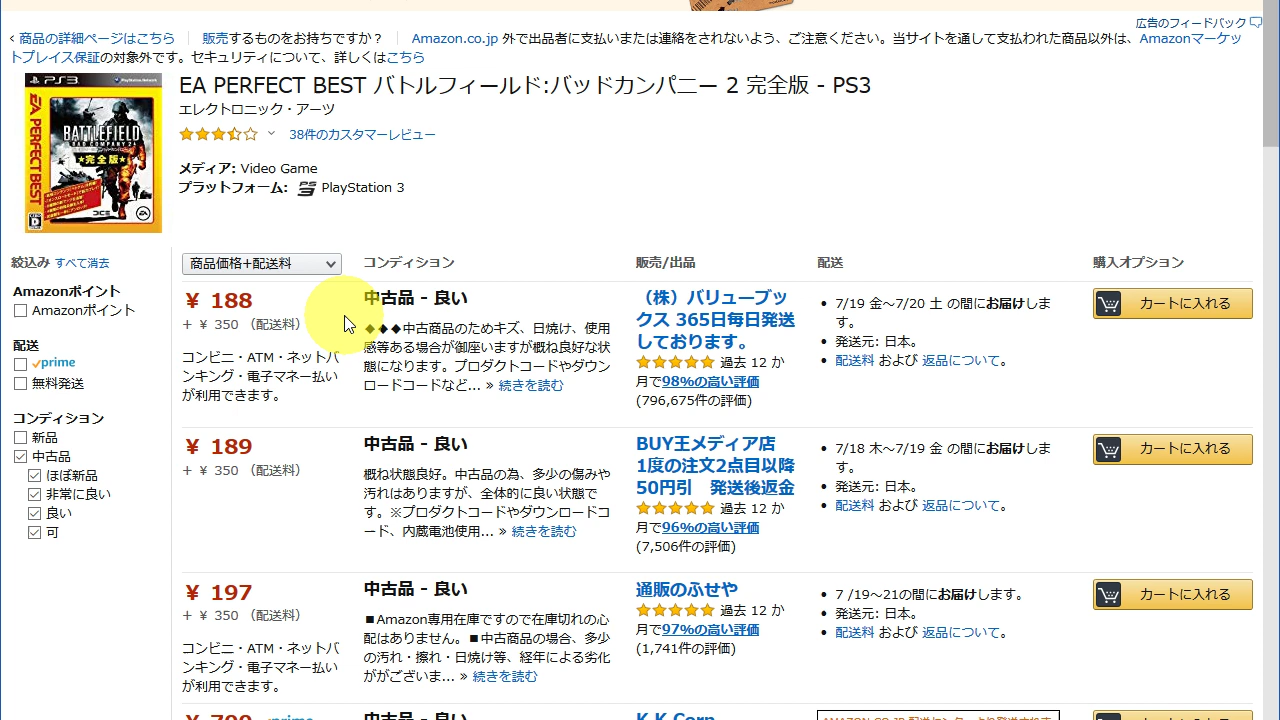 広告のフィードバック
‹ 商品の詳細ページはこちら 販売するものをお持ちですか？ Amazon.co.jp 外で出品者に支払いまたは連絡をされないよう、ご注意ください。当サイトを通して支払われた商品以外は、Amazonマーケッ
トプレイス保証の対象外です。セキュリティについて、詳しくはこちら
PS3
EA PERFECT BEST
BATTLEFIELD
BAD COMPANY 2
★完全版★
EA
EA PERFECT BEST バトルフィールド:バッドカンパニー 2 完全版 - PS3
エレクトロニック・アーツ
38件のカスタマーレビュー
メディア: Video Game
プラットフォーム: PS3 PlayStation 3
絞込み すべて消去
Amazonポイント
Amazonポイント
配送
prime
無料発送
コンディション
新品
中古品
ほぼ新品
非常に良い
良い
可
商品価格+配送料
コンディション
販売/出品
配送
購入オプション
￥ 188
+ ￥ 350 （配送料）
コンビニ・ATM・ネットバ
ンキング・電子マネー払い
が利用できます。
中古品 - 良い
◆◆◆中古商品のためキズ、日焼け、使用
感等ある場合が御座いますが概ね良好な状
態になります。プロダクトコードやダウン
ロードコードなど... » 続きを読む
（株）バリューブッ
クス 365日毎日発送
しております。
過去 12 か
月で98%の高い評価
(796,675件の評価)
• 7/19 金～7/20 土 の間にお届けしま
す。
• 発送元: 日本。
• 配送料 および 返品について。
カートに入れる
￥ 189
+ ￥ 350 （配送料）
中古品 - 良い
概ね状態良好。中古品の為、多少の傷みや
汚れはありますが、全体的に良い状態で
す。※プロダクトコードやダウンロードコ
ード、内蔵電池使用... » 続きを読む
BUY王メディア店
1度の注文2点目以降
50円引　発送後返金
過去 12 か
月で96%の高い評価
(7,506件の評価)
• 7/18 木～7/19 金 の間にお届けしま
す。
• 発送元: 日本。
• 配送料 および 返品について。
カートに入れる
￥ 197
+ ￥ 350 （配送料）
コンビニ・ATM・ネットバ
ンキング・電子マネー払い
が利用できます。
中古品 - 良い
■Amazon専用在庫ですので在庫切れの心
配はありません。■中古商品の場合、多少
の汚れ・擦れ・日焼け等、経年による劣化
ががございま... » 続きを読む
通販のふせや
過去 12 か
月で97%の高い評価
(1,741件の評価)
• 7 /19～21の間にお届けします。
• 発送元: 日本。
• 配送料 および 返品について。
カートに入れる
中古品 - 良い